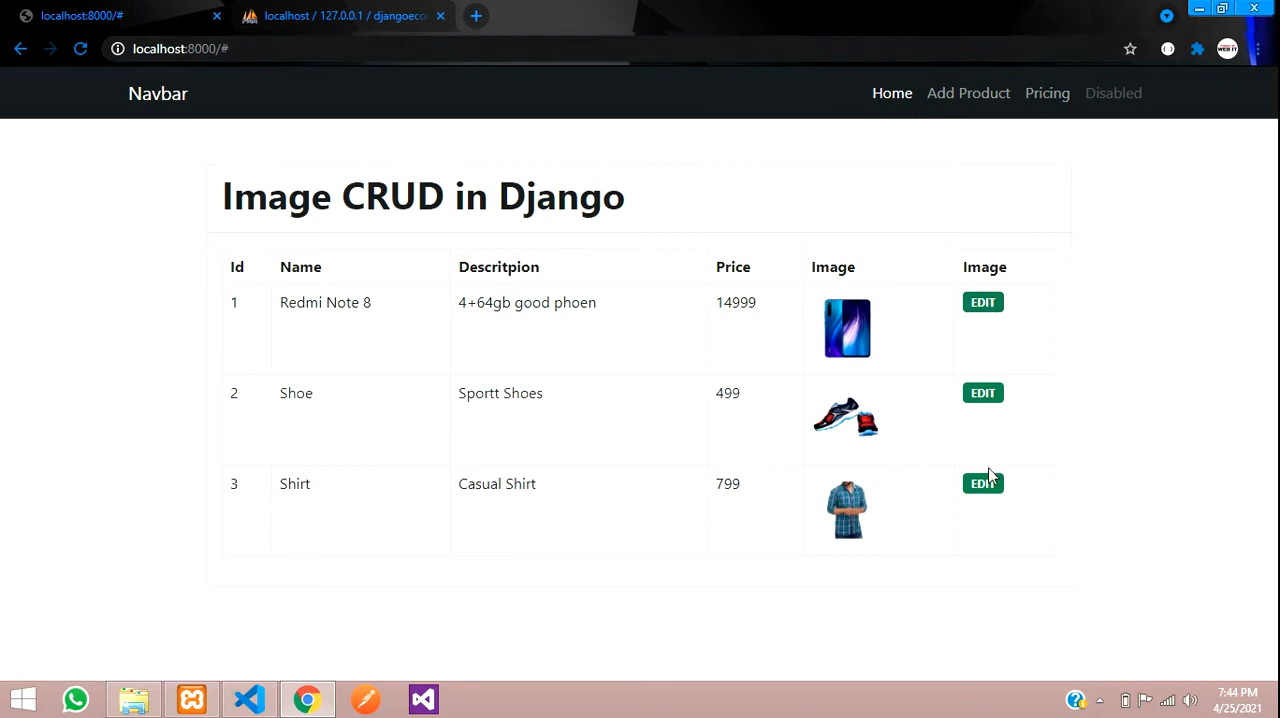 localhost:8000/#
localhost / 127.0.0.1 / djangoeco
localhost:8000/#
Navbar
Home Add Product Pricing Disabled
Image CRUD in Django
Id Name Descritpion Price Image Image
1 Redmi Note 8 4+64gb good phoen 14999 EDIT
2 Shoe Sportt Shoes 499 EDIT
3 Shirt Casual Shirt 799 EDIT
7:44 PM
4/25/2021